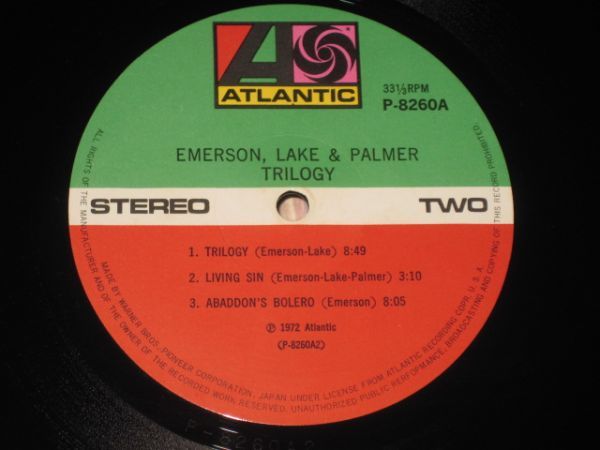 ATLANTIC
33⅓RPM
P-8260A
EMERSON, LAKE & PALMER
TRILOGY
STEREO
TWO
1. TRILOGY (Emerson-Lake) 8:49
2. LIVING SIN (Emerson-Lake-Palmer) 3:10
3. ABADDON'S BOLERO (Emerson) 8:05
℗ 1972 Atlantic
(P-8260A2)
ALL RIGHTS OF THE MANUFACTURER AND OF THE OWNER OF THE RECORDED WORK RESERVED. UNAUTHORIZED PUBLIC PERFORMANCE, BROADCASTING AND COPYING OF THIS RECORD PROHIBITED.
MADE BY WARNER BROS. PIONEER CORPORATION, JAPAN UNDER LICENSE FROM ATLANTIC RECORDING COPR. U.S.A.